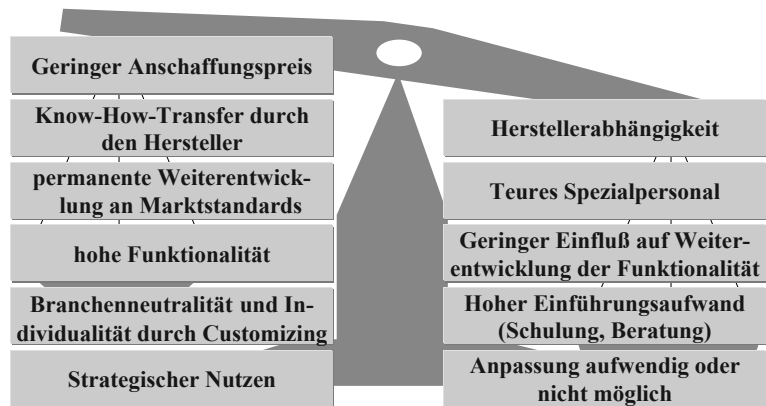 Geringer Anschaffungspreis
Know-How-Transfer durch
den Hersteller
permanente Weiterentwick-
lung an Marktstandards
hohe Funktionalität
Branchenneutralität und In-
dividualität durch Customizing
Strategischer Nutzen
Herstellerabhängigkeit
Teures Spezialpersonal
Geringer Einfluß auf Weiter-
entwicklung der Funktionalität
Hoher Einführungsaufwand
(Schulung, Beratung)
Anpassung aufwendig oder
nicht möglich